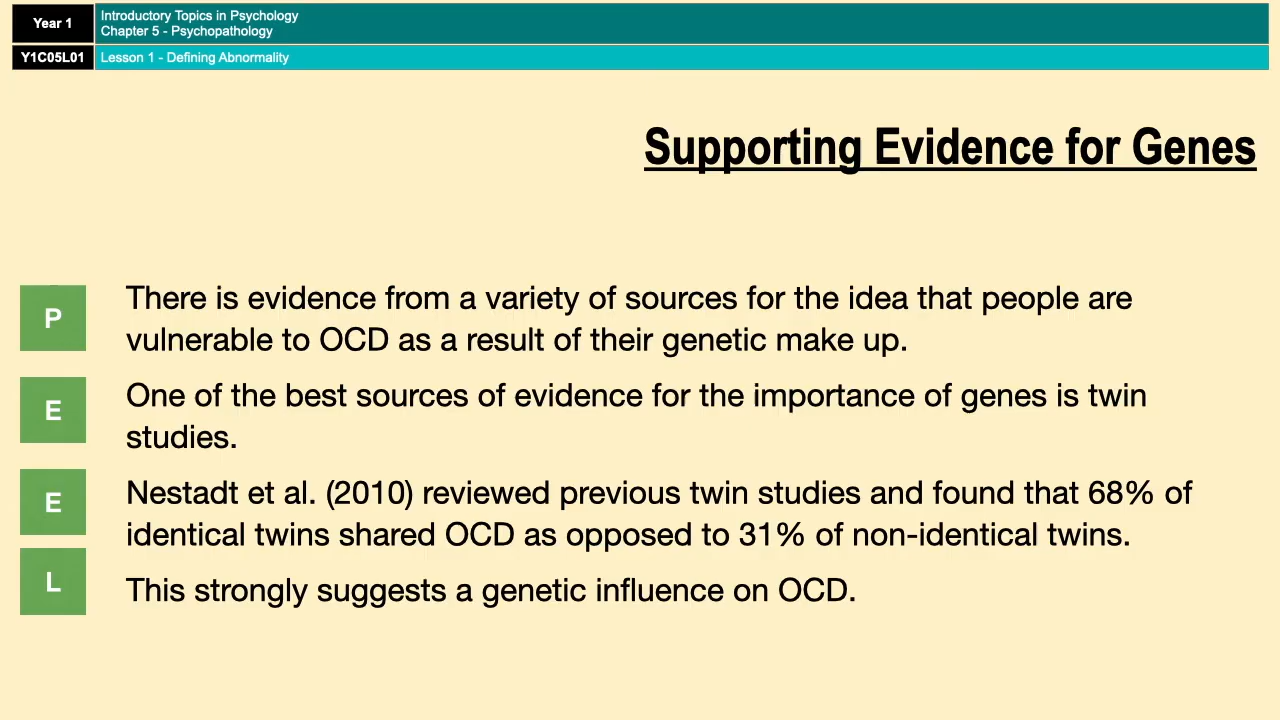 Year 1
Introductory Topics in Psychology
Chapter 5 - Psychopathology
Y1C05L01
Lesson 1 - Defining Abnormality
Supporting Evidence for Genes
P
There is evidence from a variety of sources for the idea that people are
vulnerable to OCD as a result of their genetic make up.
E
One of the best sources of evidence for the importance of genes is twin
studies.
E
Nestadt et al. (2010) reviewed previous twin studies and found that 68% of
identical twins shared OCD as opposed to 31% of non-identical twins.
L
This strongly suggests a genetic influence on OCD.